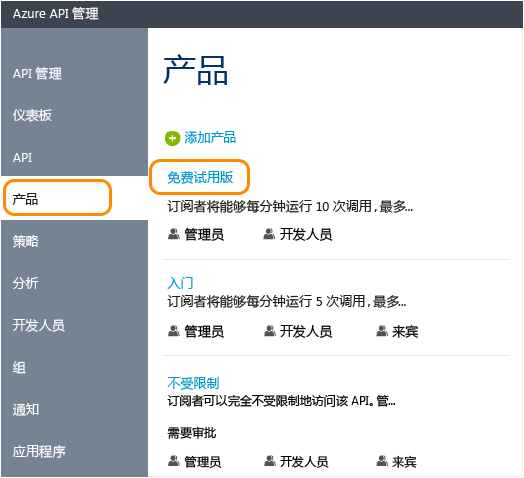 Azure API 管理
API 管理
仪表板
API
产品
策略
分析
开发人员
组
通知
应用程序
产品
添加产品
免费试用版
订阅者将能够每分钟运行 10 次调用，最多...
管理员 开发人员
入门
订阅者将能够每分钟运行 5 次调用，最多...
管理员 开发人员 来宾
不受限制
订阅者可以完全不受限制地访问该 API。管...
需要审批
管理员 开发人员 来宾